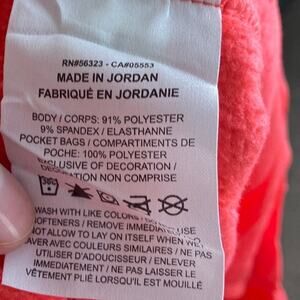 RN#56323 - CA#05553
MADE IN JORDAN
FABRIQUÉ EN JORDANIE
BODY / CORPS: 91% POLYESTER
9% SPANDEX / ELASTHANNE
POCKET BAGS / COMPARTIMENTS DE
POCHE: 100% POLYESTER
EXCLUSIVE OF DECORATION /
DÉCORATION NON COMPRISE
WASH WITH LIKE COLORS / USE
SOFTENERS / REMOVE IMMEDIATELY
NOT ALLOW TO LAY ON ITSELF WHEN WET
LAVER AVEC COULEURS SIMILAIRES / NE PAS
UTILISER D'ADOUCISSEUR / ENLEVER
IMMÉDIATEMENT / NE PAS LAISSER LE
VÊTEMENT PLIÉ LORSQU'IL EST MOUILLÉ